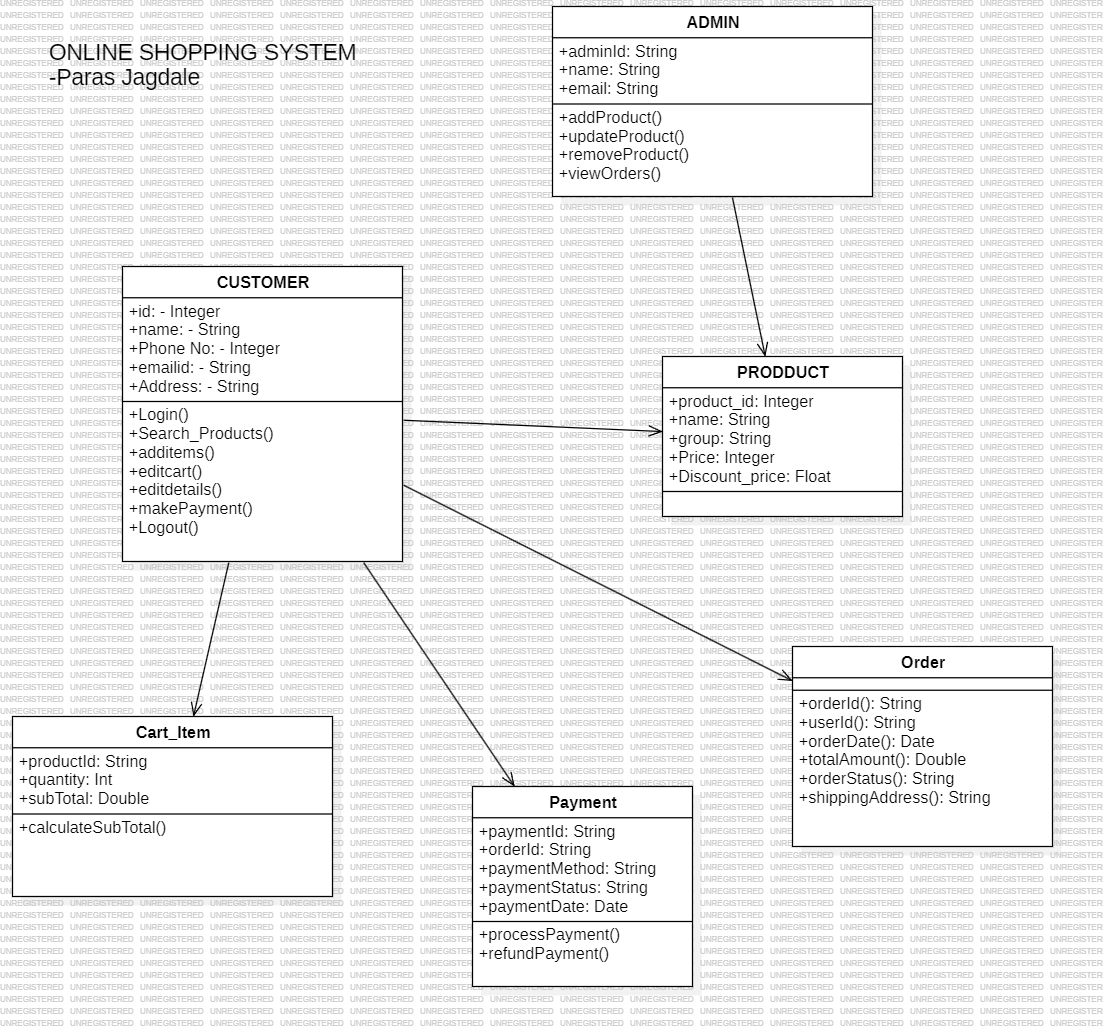 ONLINE SHOPPING SYSTEM
-Paras Jagdale
ADMIN
+adminId: String
+name: String
+email: String
+addProduct()
+updateProduct()
+removeProduct()
+viewOrders()
CUSTOMER
+id: - Integer
+name: - String
+Phone No: - Integer
+emailid: - String
+Address: - String
+Login()
+Search_Products()
+additems()
+editcart()
+editdetails()
+makePayment()
+Logout()
PRODDUCT
+product_id: Integer
+name: String
+group: String
+Price: Integer
+Discount_price: Float
Order
+orderId(): String
+userId(): String
+orderDate(): Date
+totalAmount(): Double
+orderStatus(): String
+shippingAddress(): String
Cart_Item
+productId: String
+quantity: Int
+subTotal: Double
+calculateSubTotal()
Payment
+paymentId: String
+orderId: String
+paymentMethod: String
+paymentStatus: String
+paymentDate: Date
+processPayment()
+refundPayment()
UNREGISTERED